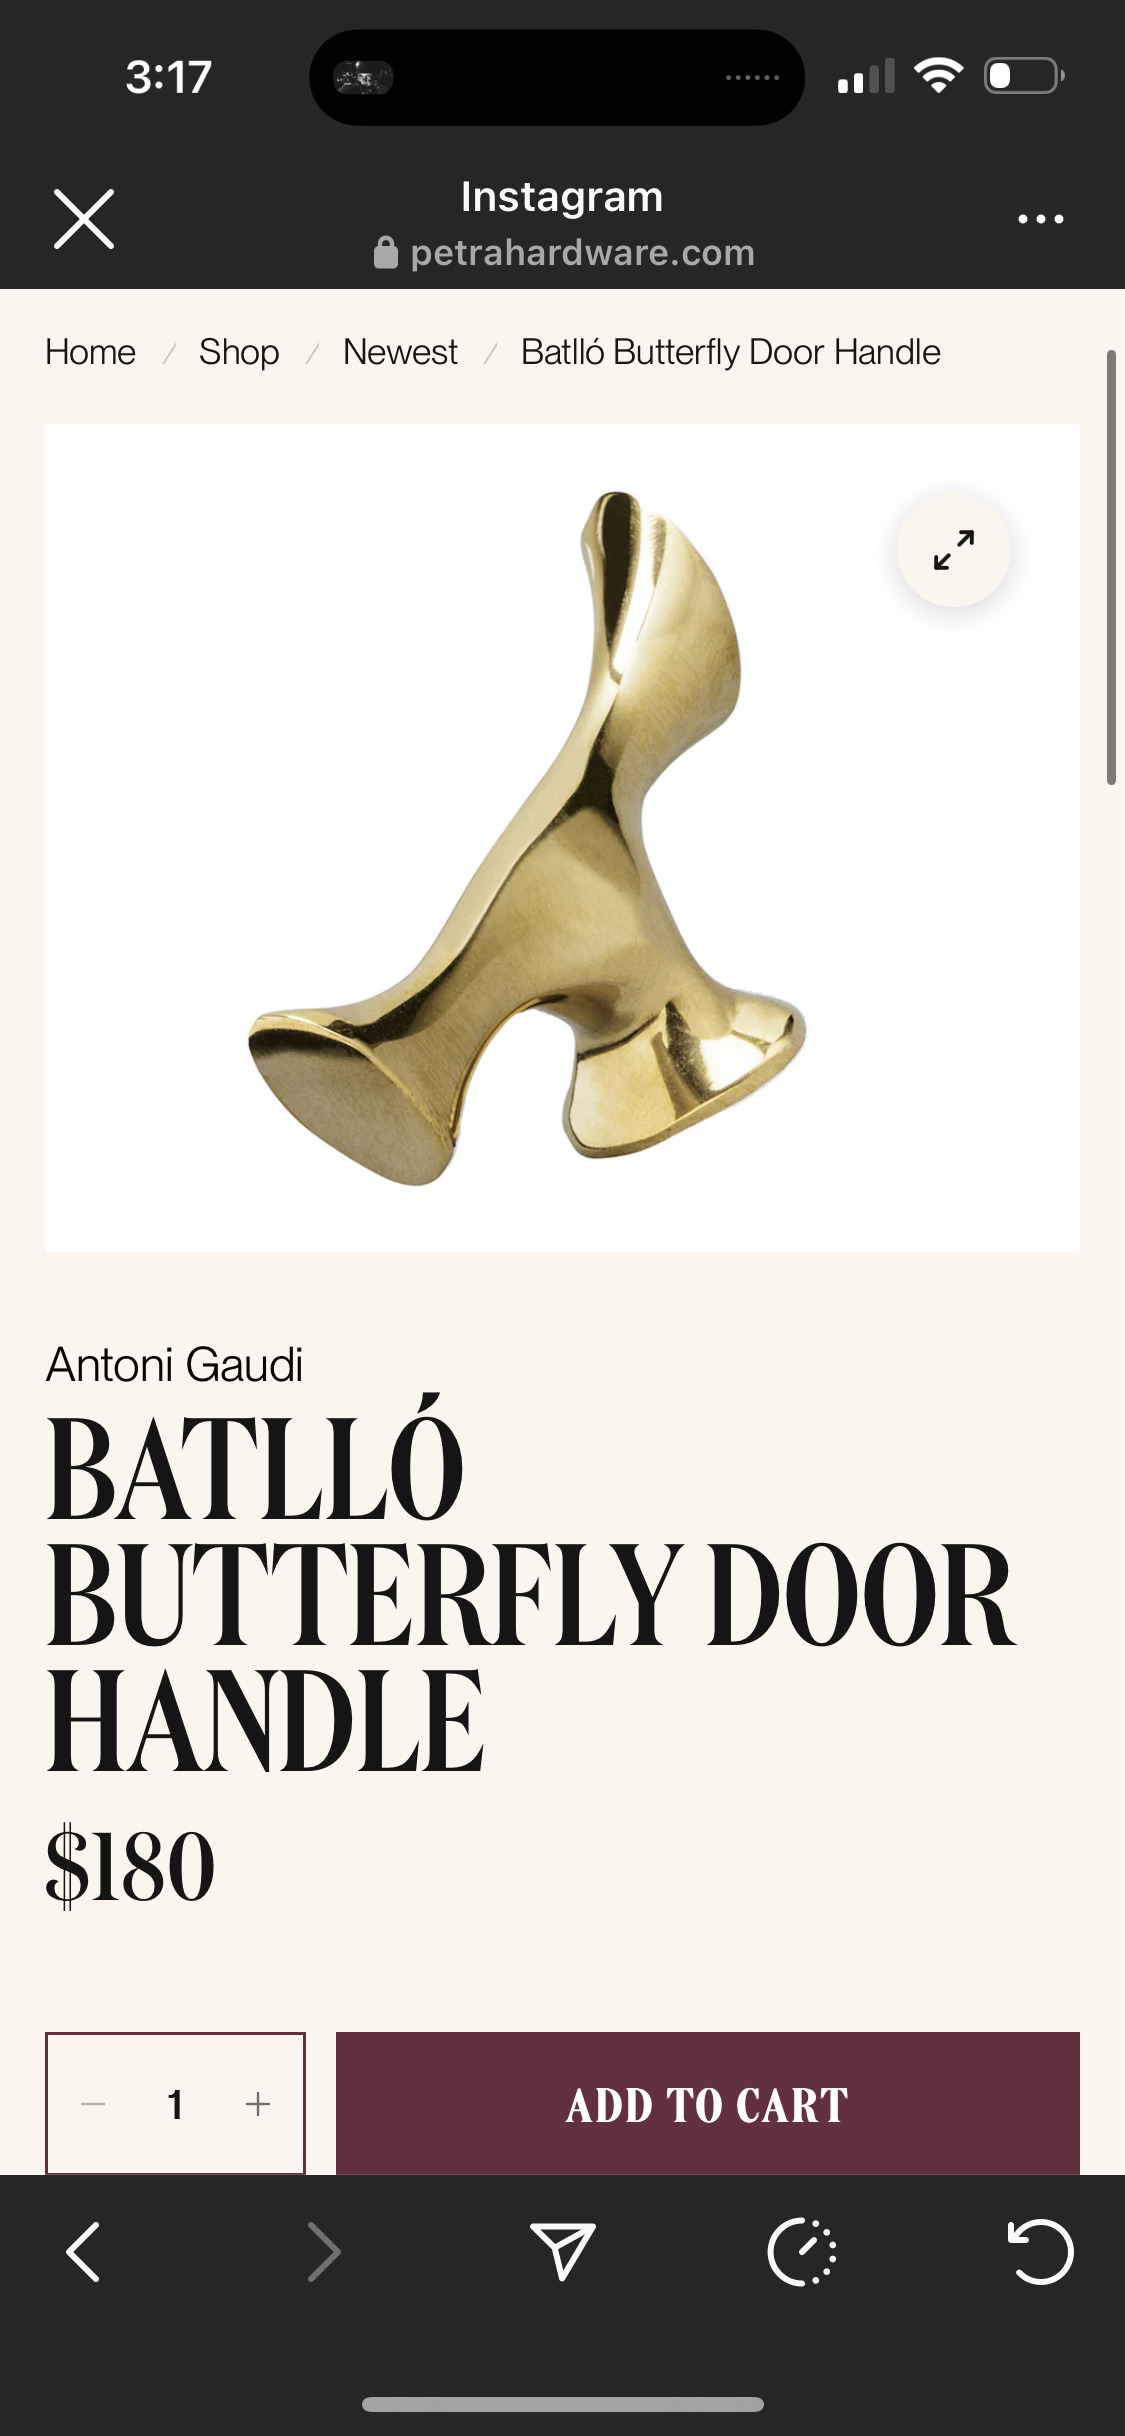 3:17
Instagram
petrahardware.com
Home / Shop / Newest / Batlló Butterfly Door Handle
Antoni Gaudi
BATLLÓ
BUTTERFLY DOOR
HANDLE
$180
− 1 + ADD TO CART